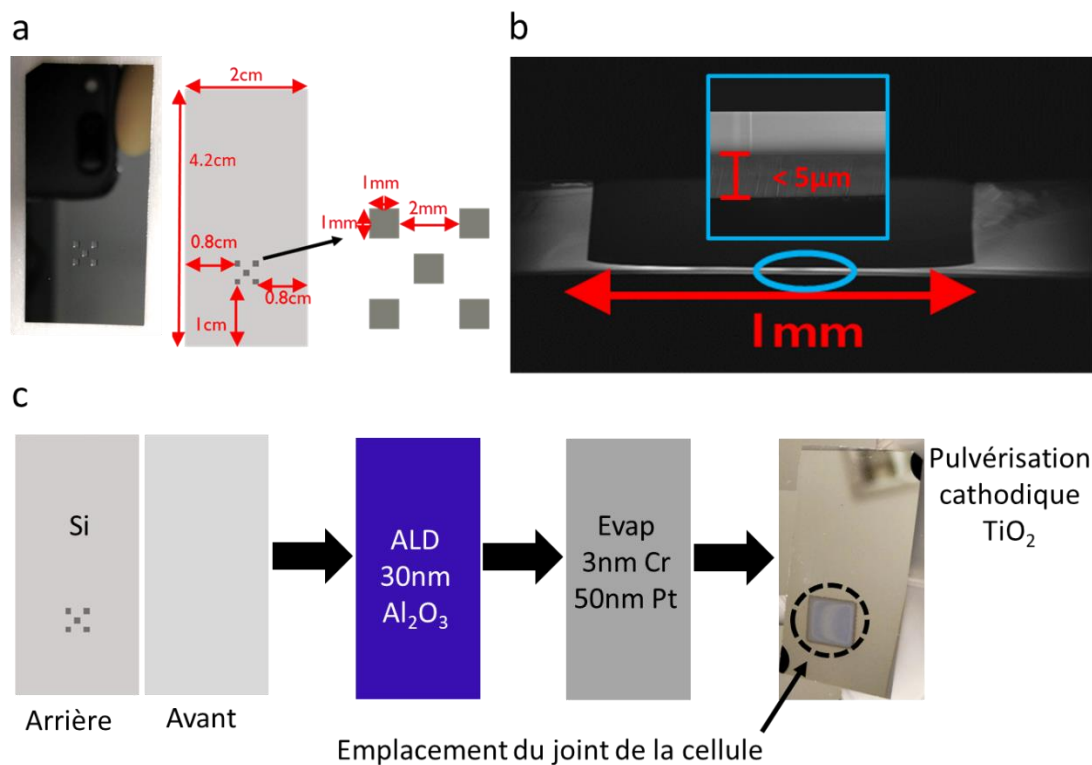 a
2cm
4.2cm
0.8cm
0.8cm
1cm
1mm
1mm
2mm
b
< 5µm
1mm
c
Si
Arrière
Avant
ALD
30nm
Al₂O₃
Evap
3nm Cr
50nm Pt
Pulvérisation
cathodique
TiO₂
Emplacement du joint de la cellule